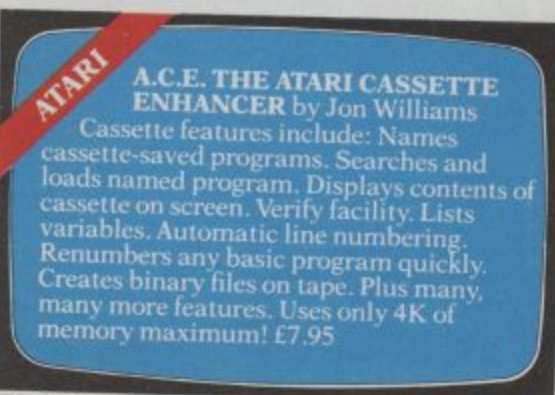 ATARI
A.C.E. THE ATARI CASSETTE
ENHANCER by Jon Williams
Cassette features include: Names
cassette-saved programs. Searches and
loads named program. Displays contents of
cassette on screen. Verify facility. Lists
variables. Automatic line numbering.
Renumbers any basic program quickly.
Creates binary files on tape. Plus many,
many more features. Uses only 4K of
memory maximum! £7.95